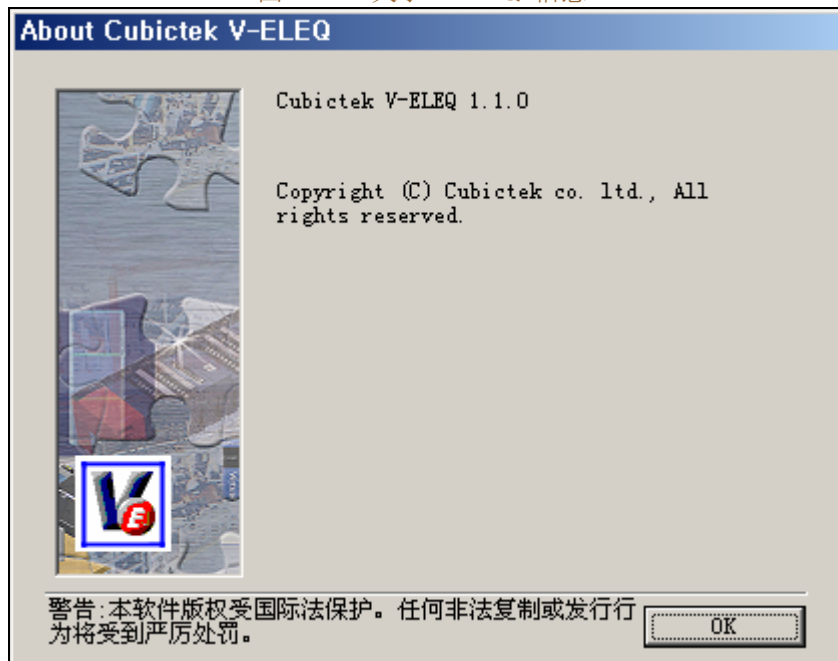 About Cubictek V-ELEQ
Cubictek V-ELEQ 1.1.0
Copyright (C) Cubictek co. ltd., All
rights reserved.
警告:本软件版权受国际法保护。任何非法复制或发行行
为将受到严厉处罚。
OK